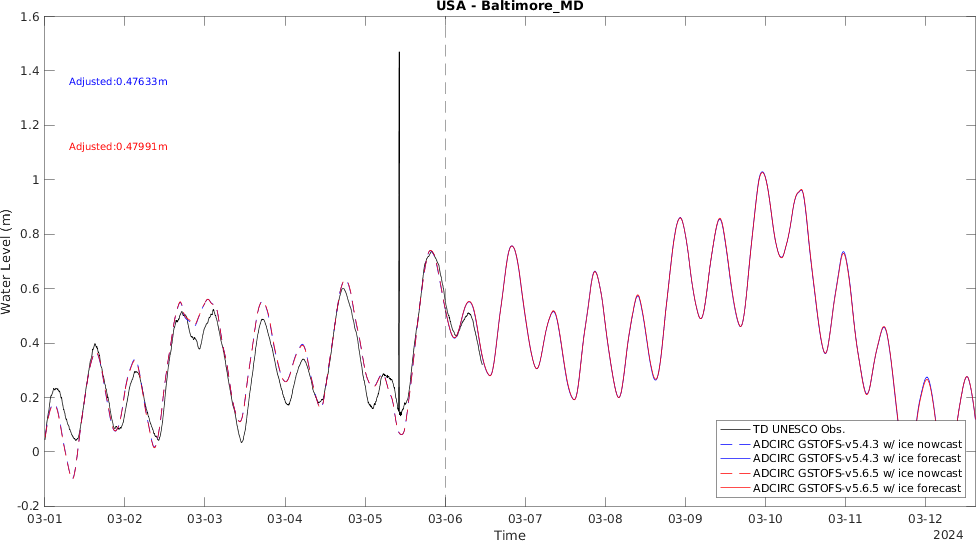 USA - Baltimore_MD
1.6
1.4
1.2
1
0.8
0.6
0.4
0.2
0
-0.2
Water Level (m)
Adjusted:0.47633m
Adjusted:0.47991m
TD UNESCO Obs.
ADCIRC GSTOFS-v5.4.3 w/ ice nowcast
ADCIRC GSTOFS-v5.4.3 w/ ice forecast
ADCIRC GSTOFS-v5.6.5 w/ ice nowcast
ADCIRC GSTOFS-v5.6.5 w/ ice forecast
03-01 03-02 03-03 03-04 03-05 03-06 03-07 03-08 03-09 03-10 03-11 03-12
Time
2024